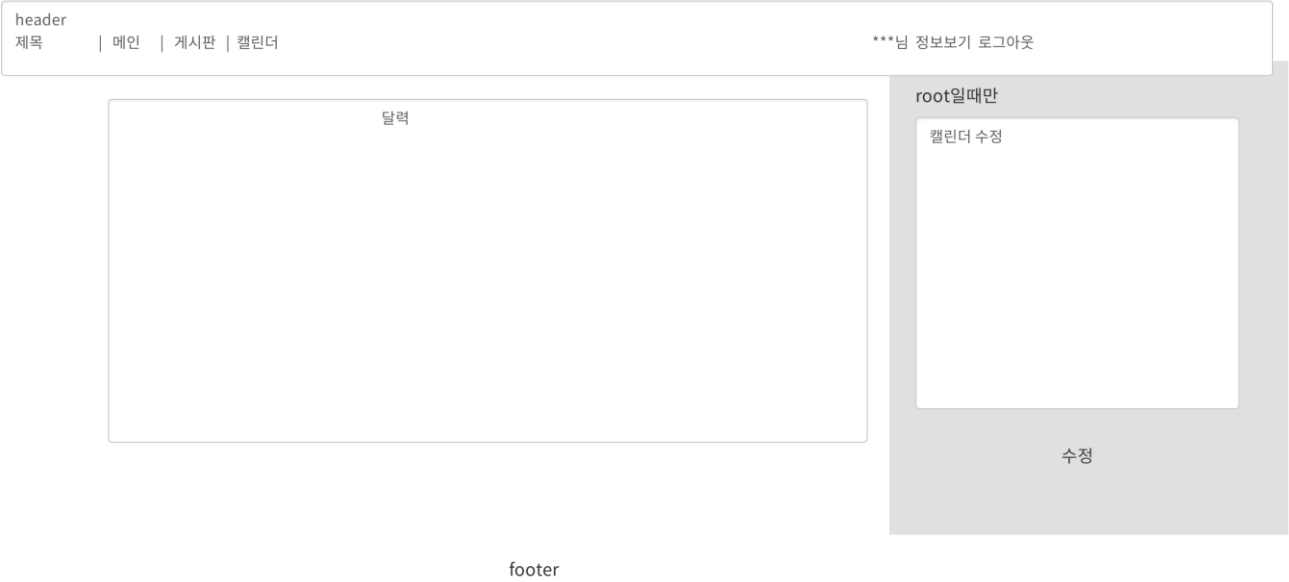 header
제목 | 메인 | 게시판 | 캘린더 ***님 정보보기 로그아웃
달력
root일때만
캘린더 수정
수정
footer